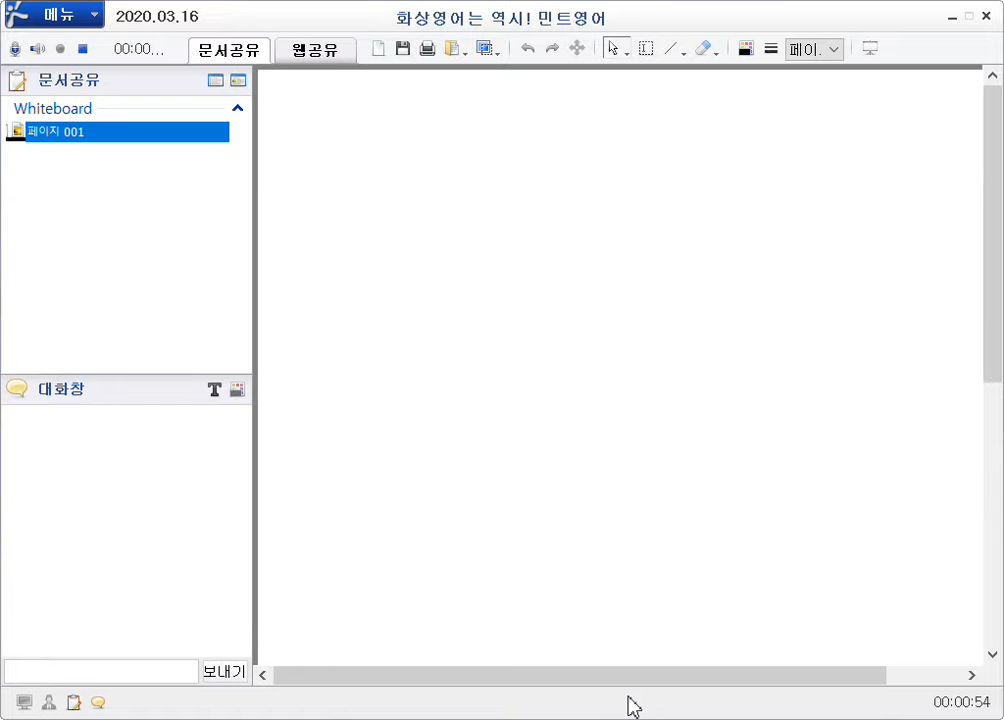 메뉴 2020.03.16 화상영어는 역시! 민트영어
00:00... 문서공유 웹공유 페이.
문서공유
Whiteboard
페이지 001
대화창
보내기
00:00:54